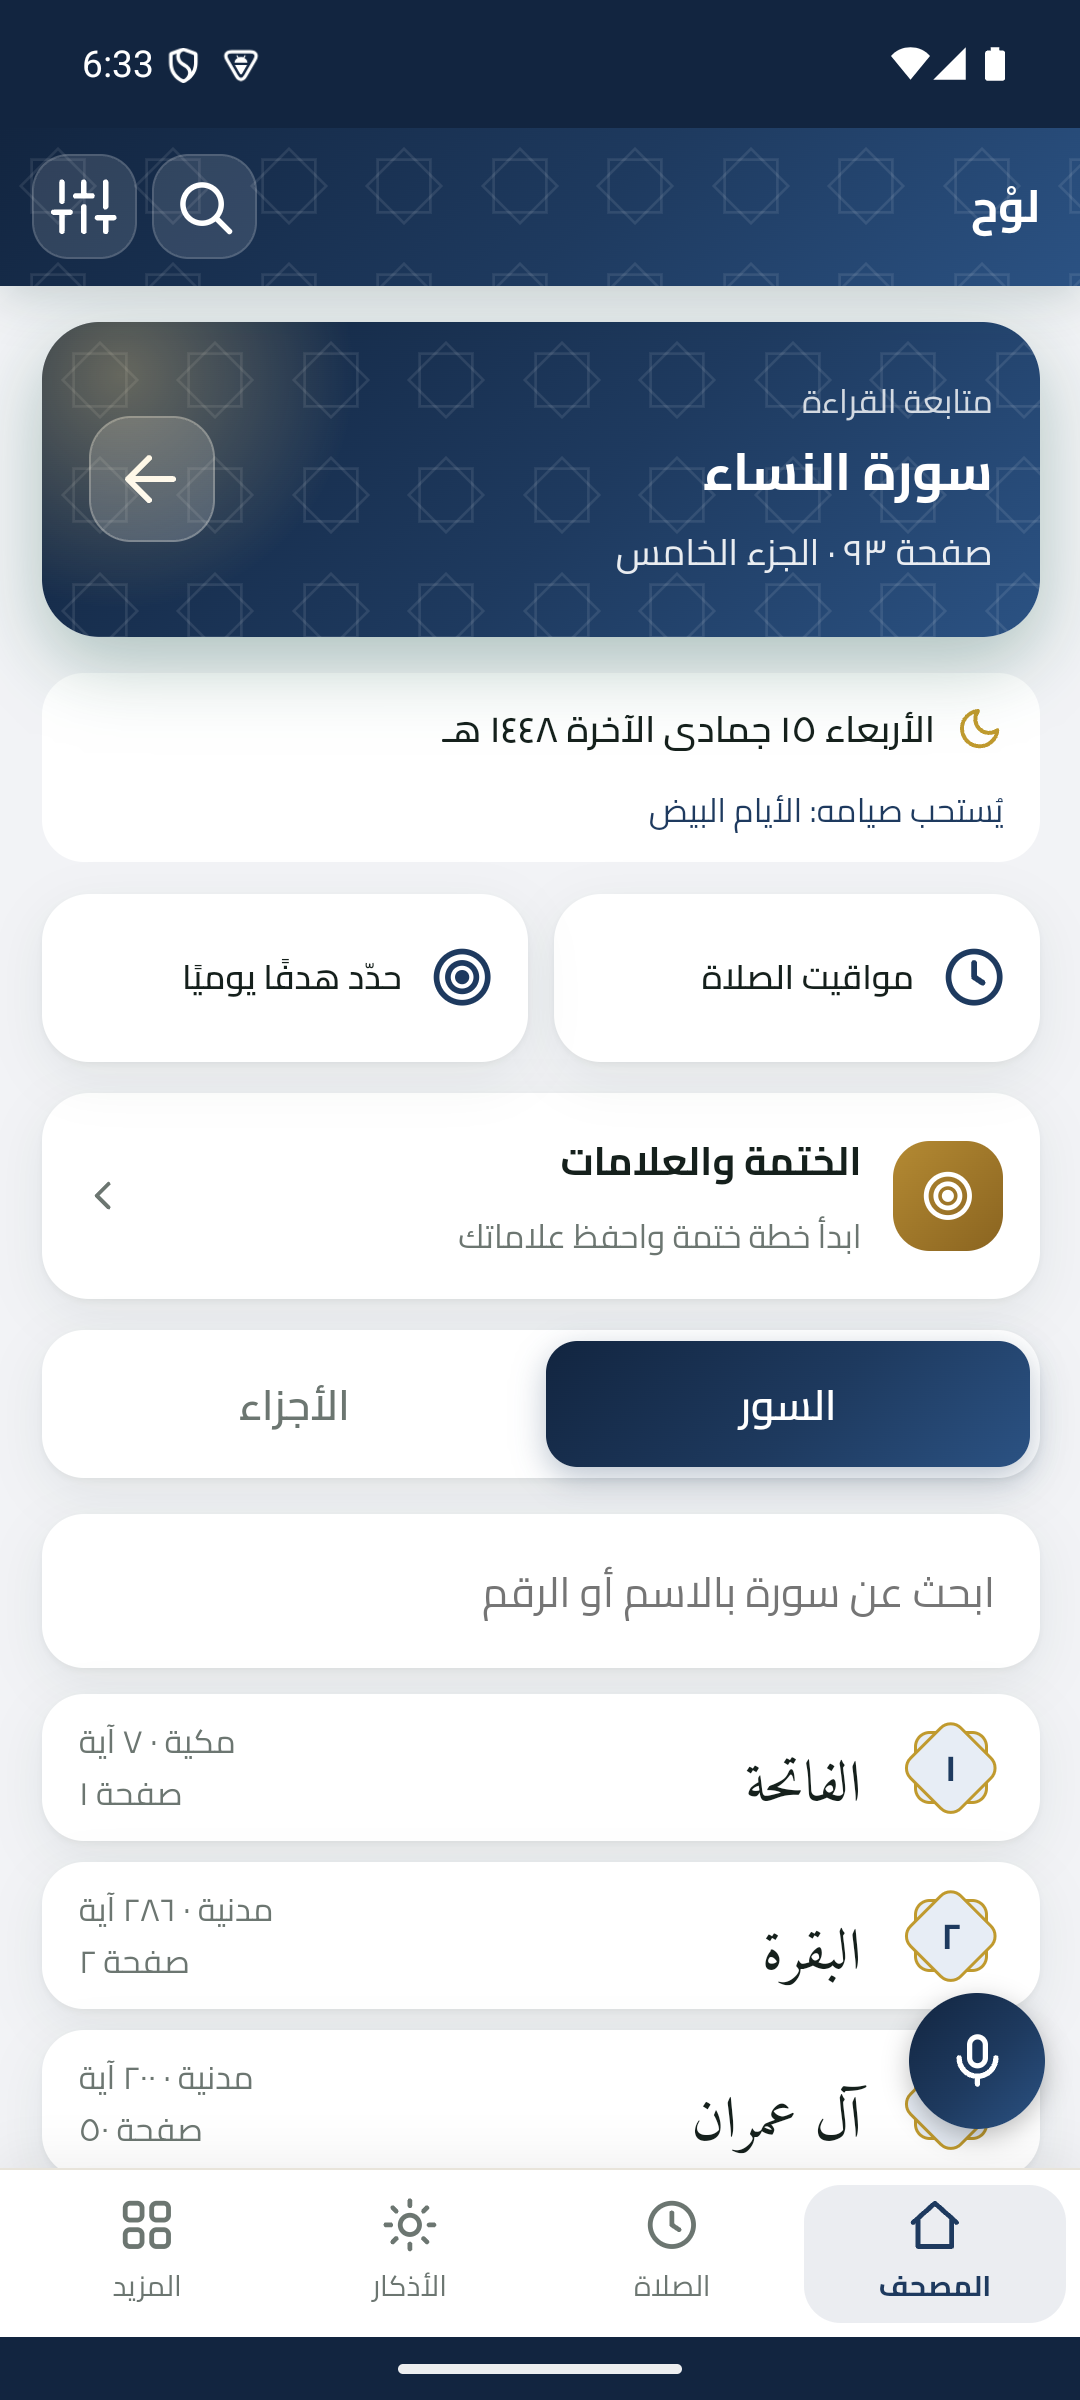 6:33
لوْح
متابعة القراءة
سورة النساء
صفحة ٩٣ · الجزء الخامس
الأربعاء ١٥ جمادى الآخرة ١٤٤٨ هـ
يُستحب صيامه: الأيام البيض
مواقيت الصلاة
حدّد هدفًا يوميًا
الختمة والعلامات
ابدأ خطة ختمة واحفظ علاماتك
السور
الأجزاء
ابحث عن سورة بالاسم أو الرقم
١
الفاتحة
مكية · ٧ آية
صفحة ١
٢
البقرة
مدنية · ٢٨٦ آية
صفحة ٢
آل عمران
مدنية · ٢٠٠ آية
صفحة ٥٠
المصحف
الصلاة
الأذكار
المزيد